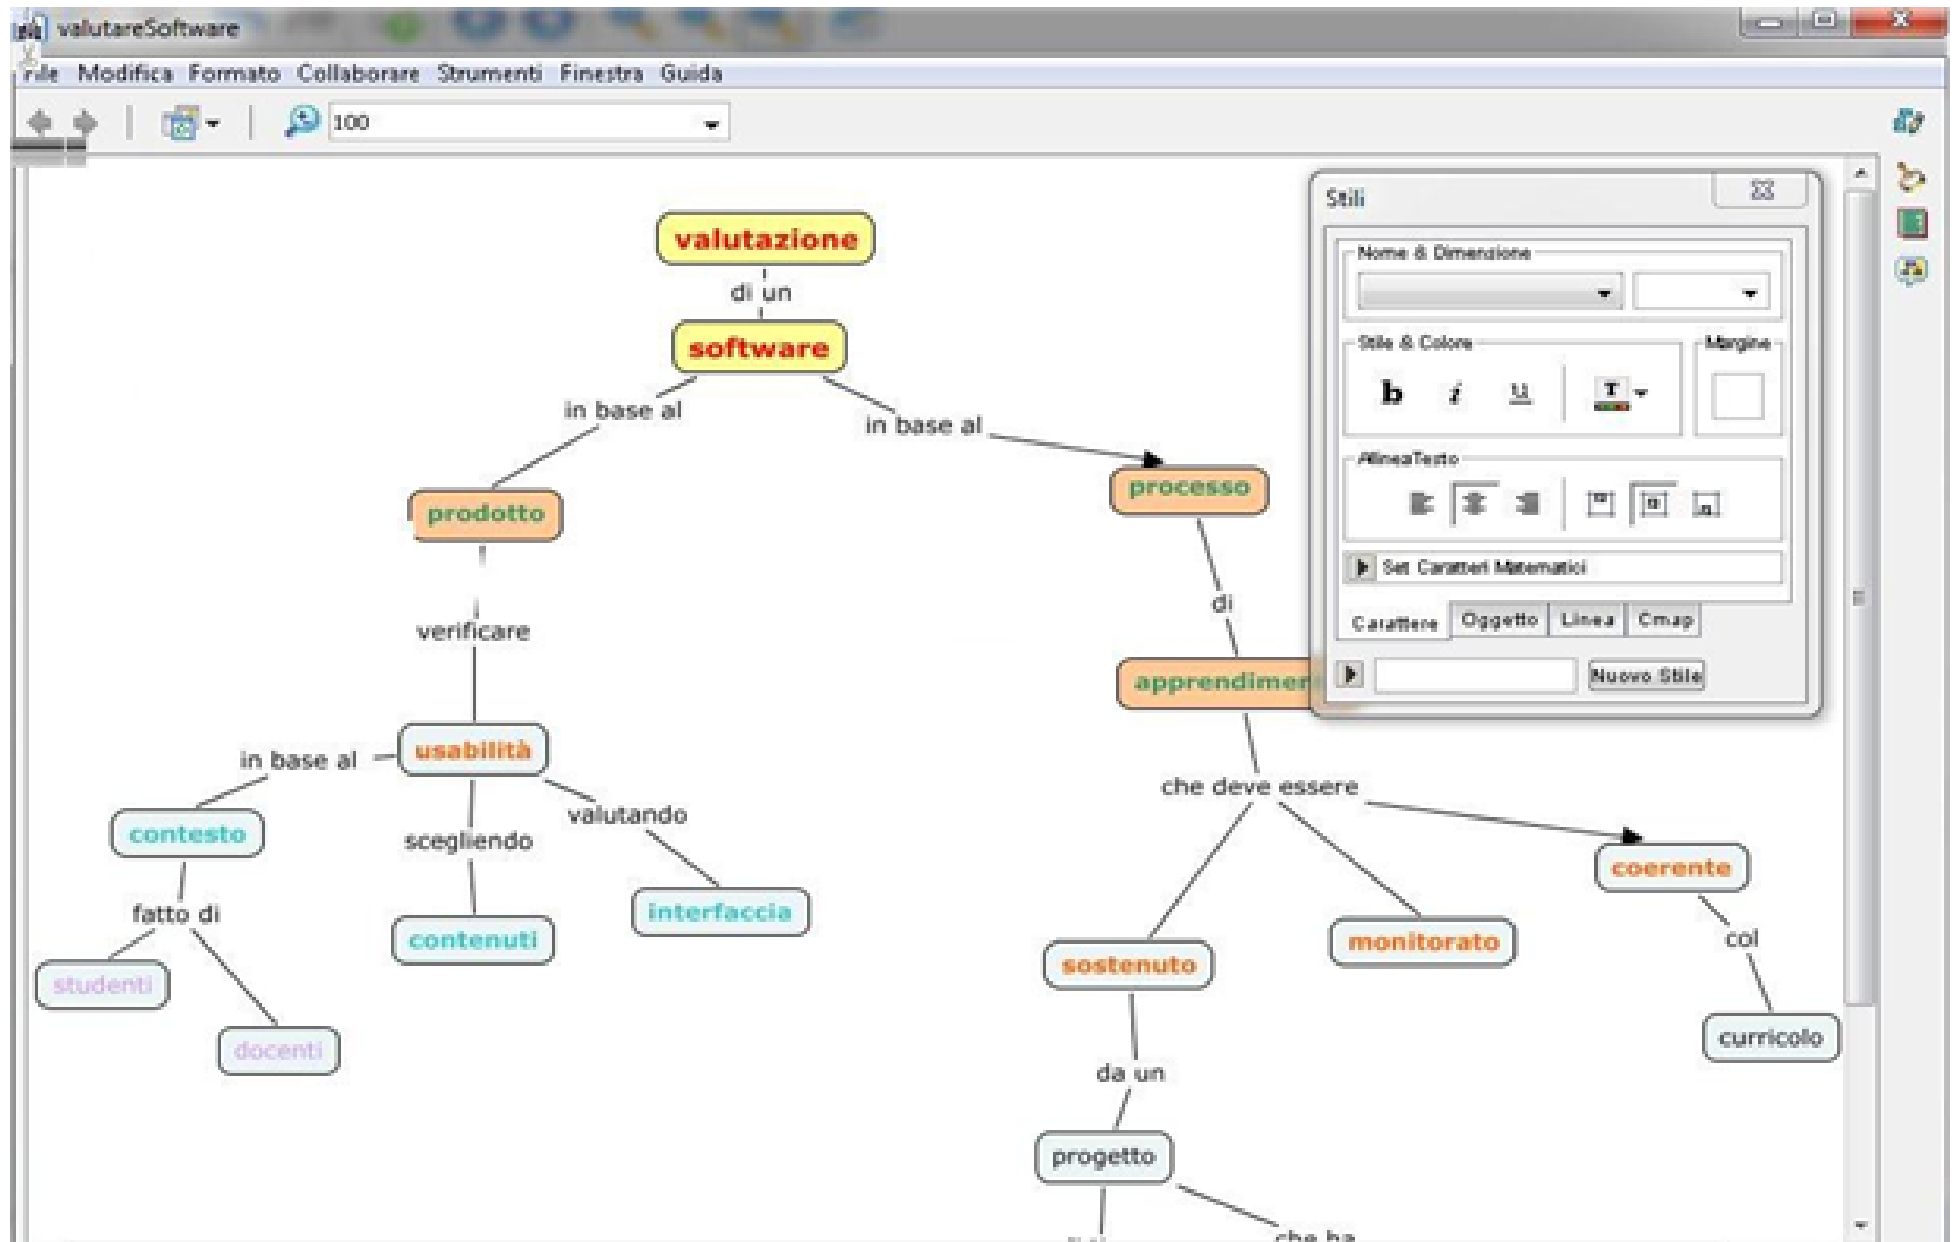 valutareSoftware
File Modifica Formato Collaborare Strumenti Finestra Guida
100
Stili
Nome & Dimenzione
Stile & Colore
Margine
b i u T
AllineaTesto
Set Caratteri Matematici
Carattere Oggetto Linea Cmap
Nuovo Stile
valutazione
di un
software
in base al
in base al
prodotto
processo
verificare
di
usabilità
apprendimen
in base al
valutando
che deve essere
contesto
scegliendo
coerente
fatto di
contenuti
interfaccia
sostenuto
monitorato
col
studenti
docenti
curricolo
da un
progetto
che ha